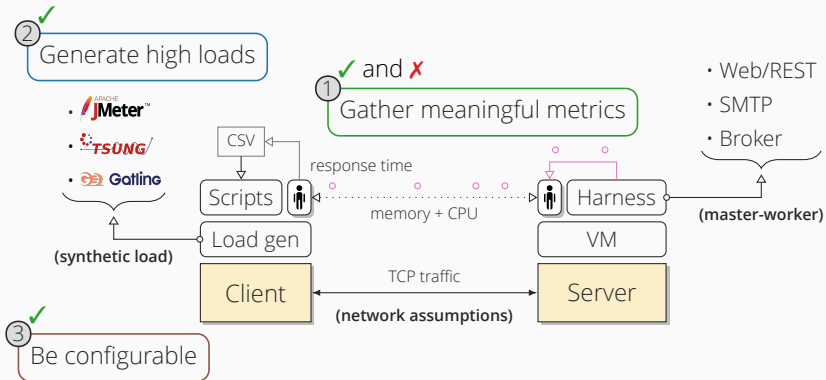 2
✓
Generate high loads
✓ and ✗
1
Gather meaningful metrics
• Web/REST
• SMTP
• Broker
• APACHE JMeter™
• TSUNG
• Gatling
CSV
response time
Scripts
memory + CPU
Harness
(master-worker)
(synthetic load)
Load gen
VM
Client
TCP traffic
Server
(network assumptions)
3
✓
Be configurable